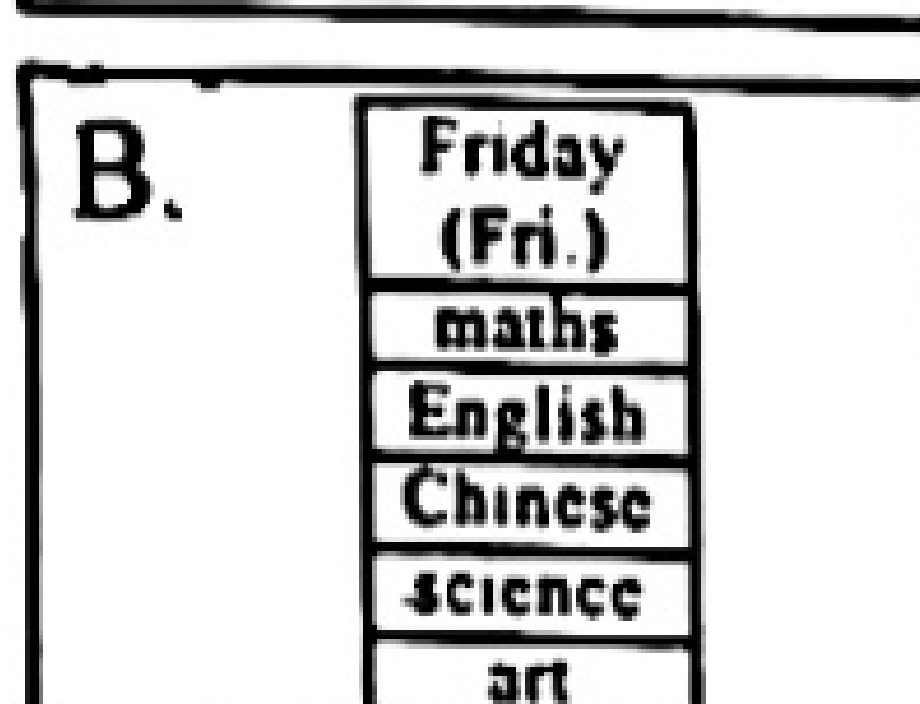 B.
Friday
(Fri.)
maths
English
Chinese
science
art